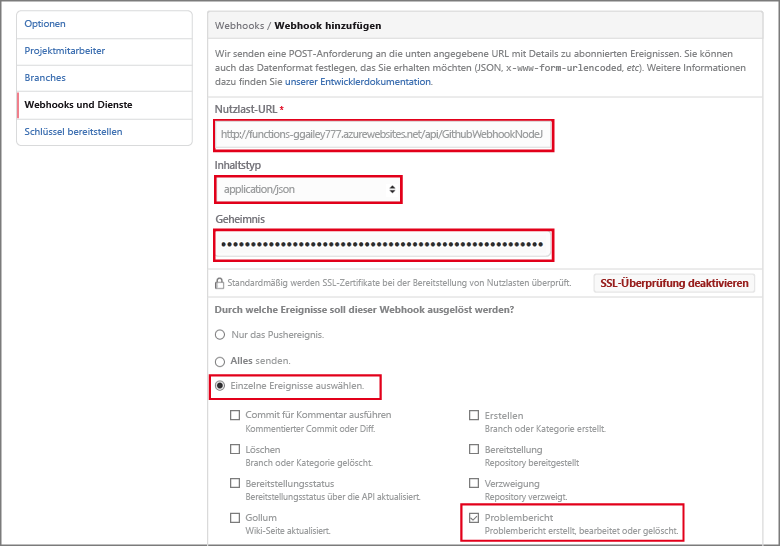 Optionen
Projektmitarbeiter
Branches
Webhooks und Dienste
Schlüssel bereitstellen
Webhooks / Webhook hinzufügen
Wir senden eine POST-Anforderung an die unten angegebene URL mit Details zu abonnierten Ereignissen. Sie können
auch das Datenformat festlegen, das Sie erhalten möchten (JSON, x-www-form-urlencoded, etc). Weitere Informationen
dazu finden Sie unserer Entwicklerdokumentation.
Nutzlast-URL *
http://functions-ggailey777.azurewebsites.net/api/GithubWebhookNodeJ
Inhaltstyp
application/json
Geheimnis
Standardmäßig werden SSL-Zertifikate bei der Bereitstellung von Nutzlasten überprüft.
SSL-Überprüfung deaktivieren
Durch welche Ereignisse soll dieser Webhook ausgelöst werden?
Nur das Pushereignis.
Alles senden.
Einzelne Ereignisse auswählen.
Commit für Kommentar ausführen
Kommentierter Commit oder Diff.
Erstellen
Branch oder Kategorie erstellt.
Löschen
Branch oder Kategorie gelöscht.
Bereitstellung
Repository bereitgestellt
Bereitstellungsstatus
Bereitstellungsstatus über die API aktualisiert.
Verzweigung
Repository verzweigt.
Gollum
Wiki-Seite aktualisiert.
Problembericht
Problembericht erstellt, bearbeitet oder gelöscht.